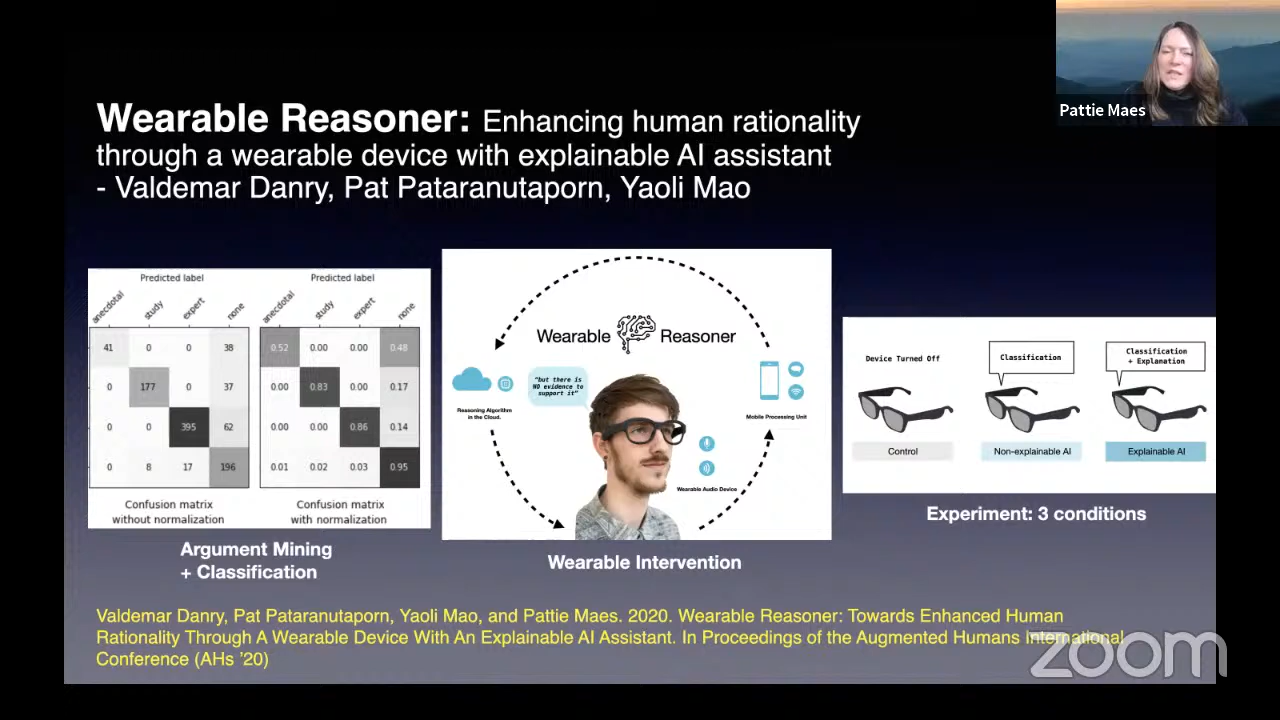 Pattie Maes
Wearable Reasoner: Enhancing human rationality
through a wearable device with explainable AI assistant
- Valdemar Danry, Pat Pataranutaporn, Yaoli Mao
Predicted label
anecdotal study expert none
41 0 0 38
0 177 0 37
0 0 395 62
0 8 17 196
Confusion matrix
without normalization
Predicted label
anecdotal study expert none
0.52 0.00 0.00 0.48
0.00 0.83 0.00 0.17
0.00 0.00 0.86 0.14
0.01 0.02 0.03 0.95
Confusion matrix
with normalization
Argument Mining
+ Classification
Wearable Reasoner
"but there is
NO evidence to
support it"
Reasoning Algorithm
in the Cloud.
Mobile Processing Unit
Wearable Audio Device
Wearable Intervention
Device Turned Off
Classification
Classification
+ Explanation
Control
Non-explainable AI
Explainable AI
Experiment: 3 conditions
Valdemar Danry, Pat Pataranutaporn, Yaoli Mao, and Pattie Maes. 2020. Wearable Reasoner: Towards Enhanced Human
Rationality Through A Wearable Device With An Explainable AI Assistant. In Proceedings of the Augmented Humans International
Conference (AHs '20)
zoom